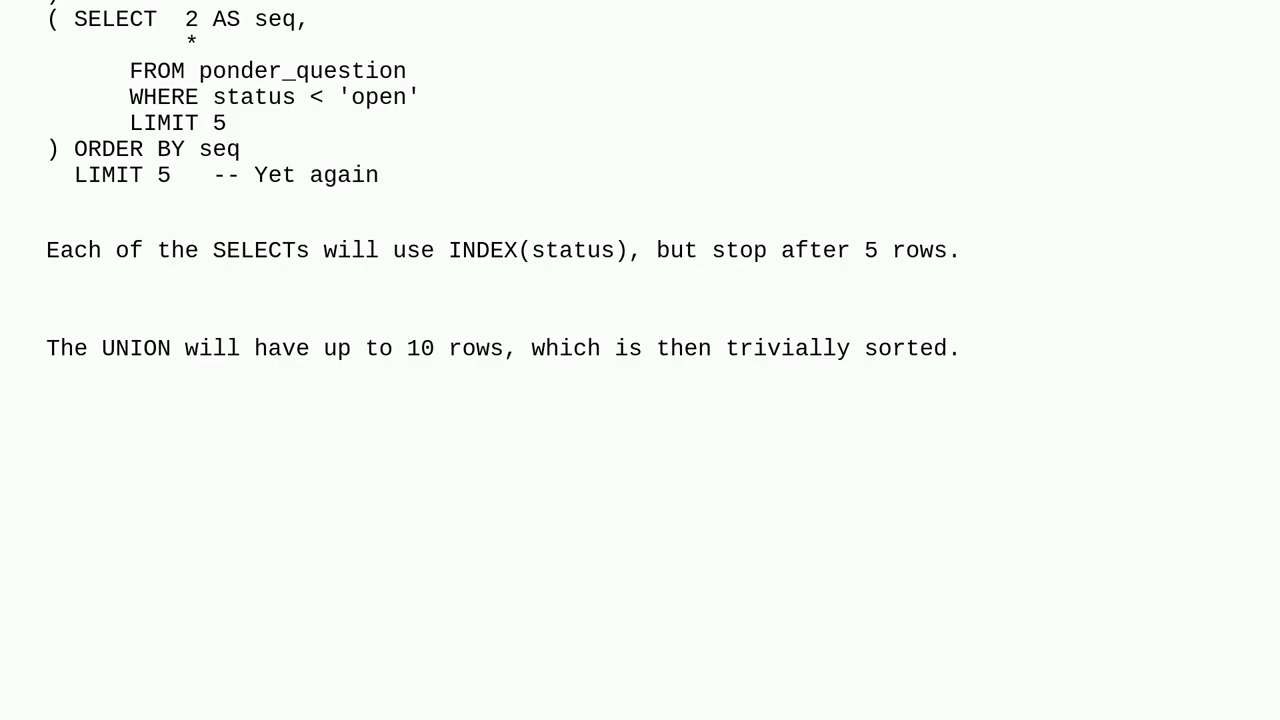 )
( SELECT  2 AS seq,
          *
      FROM ponder_question
      WHERE status < 'open'
      LIMIT 5
) ORDER BY seq
  LIMIT 5   -- Yet again
Each of the SELECTs will use INDEX(status), but stop after 5 rows.
The UNION will have up to 10 rows, which is then trivially sorted.